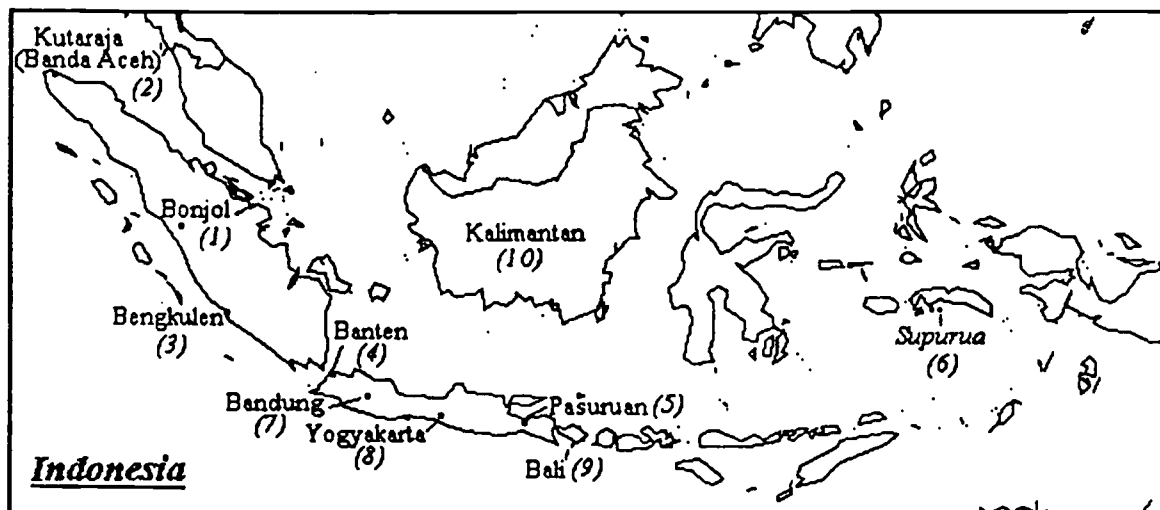 Kutaraja
(Banda Aceh)
(2)
Bonjol
(1)
Kalimantan
(10)
Bengkulen
(3)
Banten
(4)
Supurua
(6)
Bandung
(7)
Pasuruan (5)
Yogyakarta
(8)
Bali (9)
Indonesia